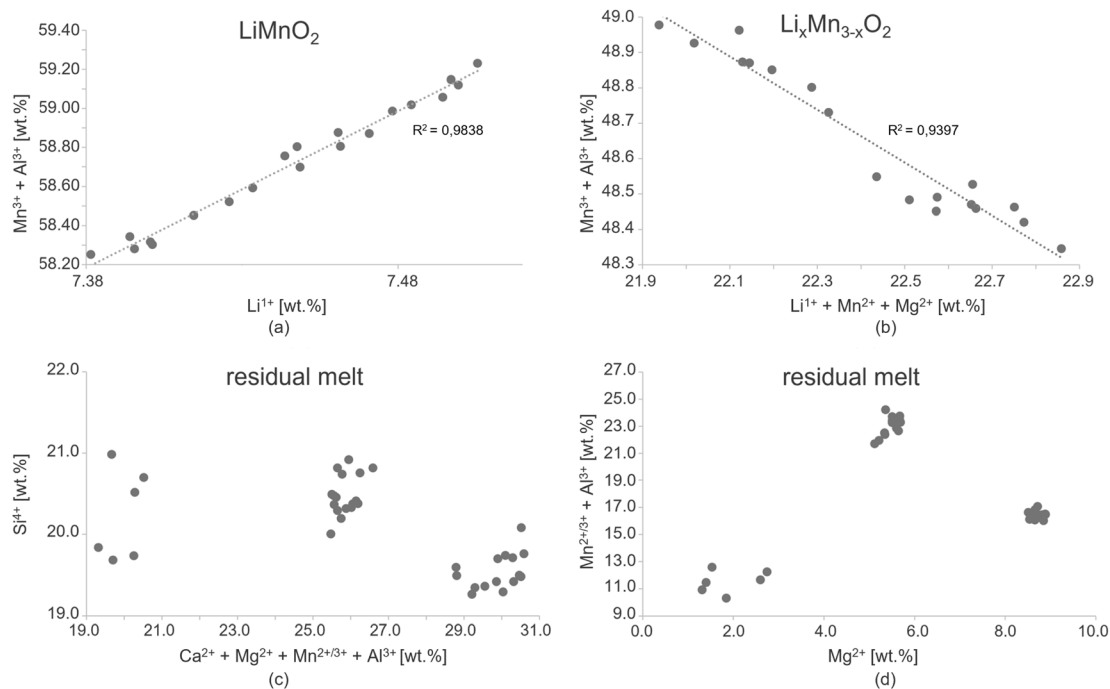 LiMnO₂
59.40
59.20
59.00
58.80
58.60
58.40
58.20
Mn³⁺ + Al³⁺ [wt.%]
R² = 0,9838
7.38
7.48
Li¹⁺ [wt.%]
(a)
LiₓMn₃₋ₓO₂
49.0
48.9
48.8
48.7
48.6
48.5
48.4
48.3
Mn³⁺ + Al³⁺ [wt.%]
R² = 0,9397
21.9
22.1
22.3
22.5
22.7
22.9
Li¹⁺ + Mn²⁺ + Mg²⁺ [wt.%]
(b)
residual melt
22.0
21.0
20.0
19.0
Si⁴⁺ [wt.%]
19.0
21.0
23.0
25.0
27.0
29.0
31.0
Ca²⁺ + Mg²⁺ + Mn²⁺/³⁺ + Al³⁺ [wt.%]
(c)
residual melt
27.0
25.0
23.0
21.0
19.0
17.0
15.0
13.0
11.0
9.0
Mn²⁺/³⁺ + Al³⁺ [wt.%]
0.0
2.0
4.0
6.0
8.0
10.0
Mg²⁺ [wt.%]
(d)